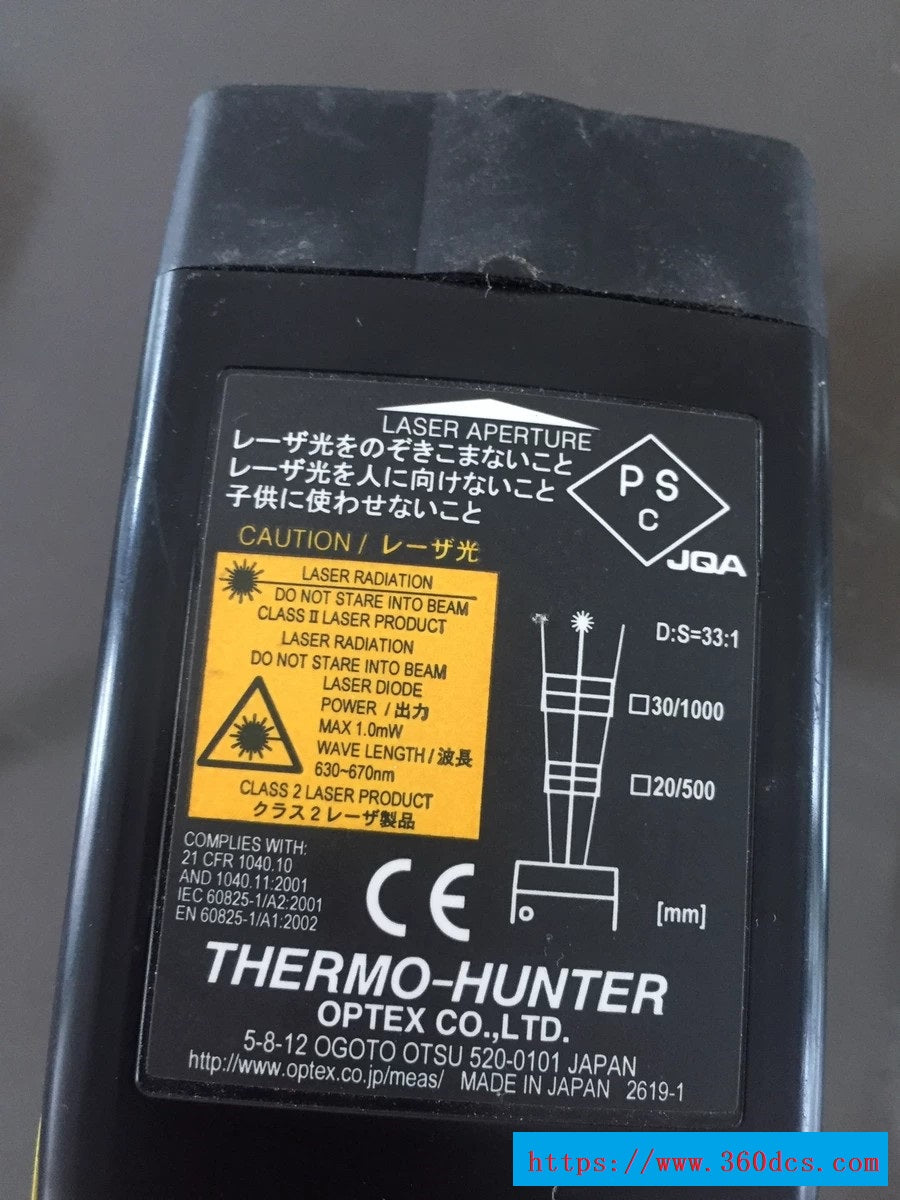 LASER APERTURE
レーザ光をのぞきこまないこと
レーザ光を人に向けないこと
子供に使わせないこと
PS
C
JQA
CAUTION / レーザ光
LASER RADIATION
DO NOT STARE INTO BEAM
CLASS II LASER PRODUCT
LASER RADIATION
DO NOT STARE INTO BEAM
LASER DIODE
POWER / 出力
MAX 1.0mW
WAVE LENGTH / 波長
630~670nm
CLASS 2 LASER PRODUCT
クラス2レーザ製品
D:S=33:1
□30/1000
□20/500
[mm]
COMPLIES WITH:
21 CFR 1040.10
AND 1040.11:2001
IEC 60825-1/A2:2001
EN 60825-1/A1:2002
CE
THERMO-HUNTER
OPTEX CO.,LTD.
5-8-12 OGOTO OTSU 520-0101 JAPAN
http://www.optex.co.jp/meas/ MADE IN JAPAN 2619-1
https://www.360dcs.com